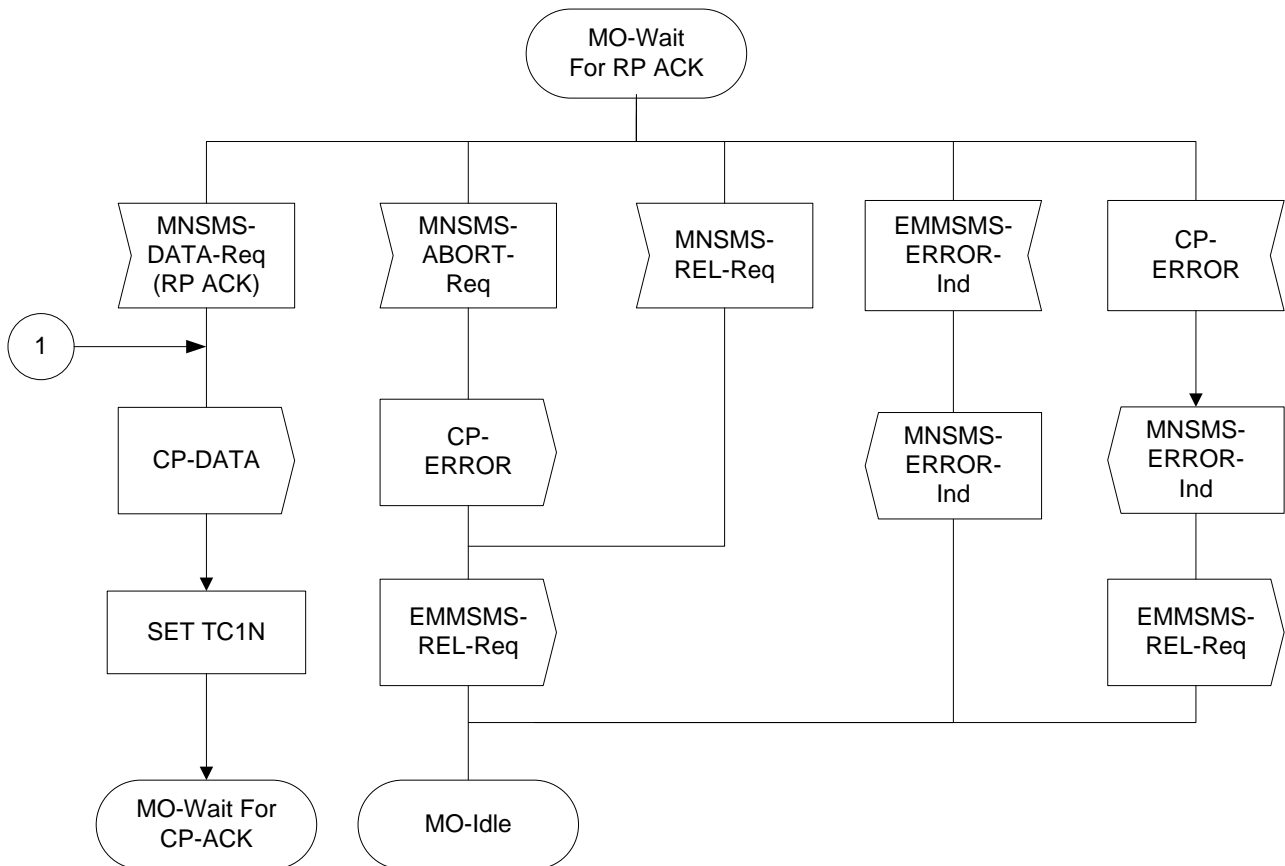 MO-Wait
For RP ACK
MNSMS-
DATA-Req
(RP ACK)
MNSMS-
ABORT-
Req
MNSMS-
REL-Req
EMMSMS-
ERROR-
Ind
CP-
ERROR
1
CP-DATA
CP-
ERROR
MNSMS-
ERROR-
Ind
MNSMS-
ERROR-
Ind
SET TC1N
EMMSMS-
REL-Req
EMMSMS-
REL-Req
MO-Wait For
CP-ACK
MO-Idle